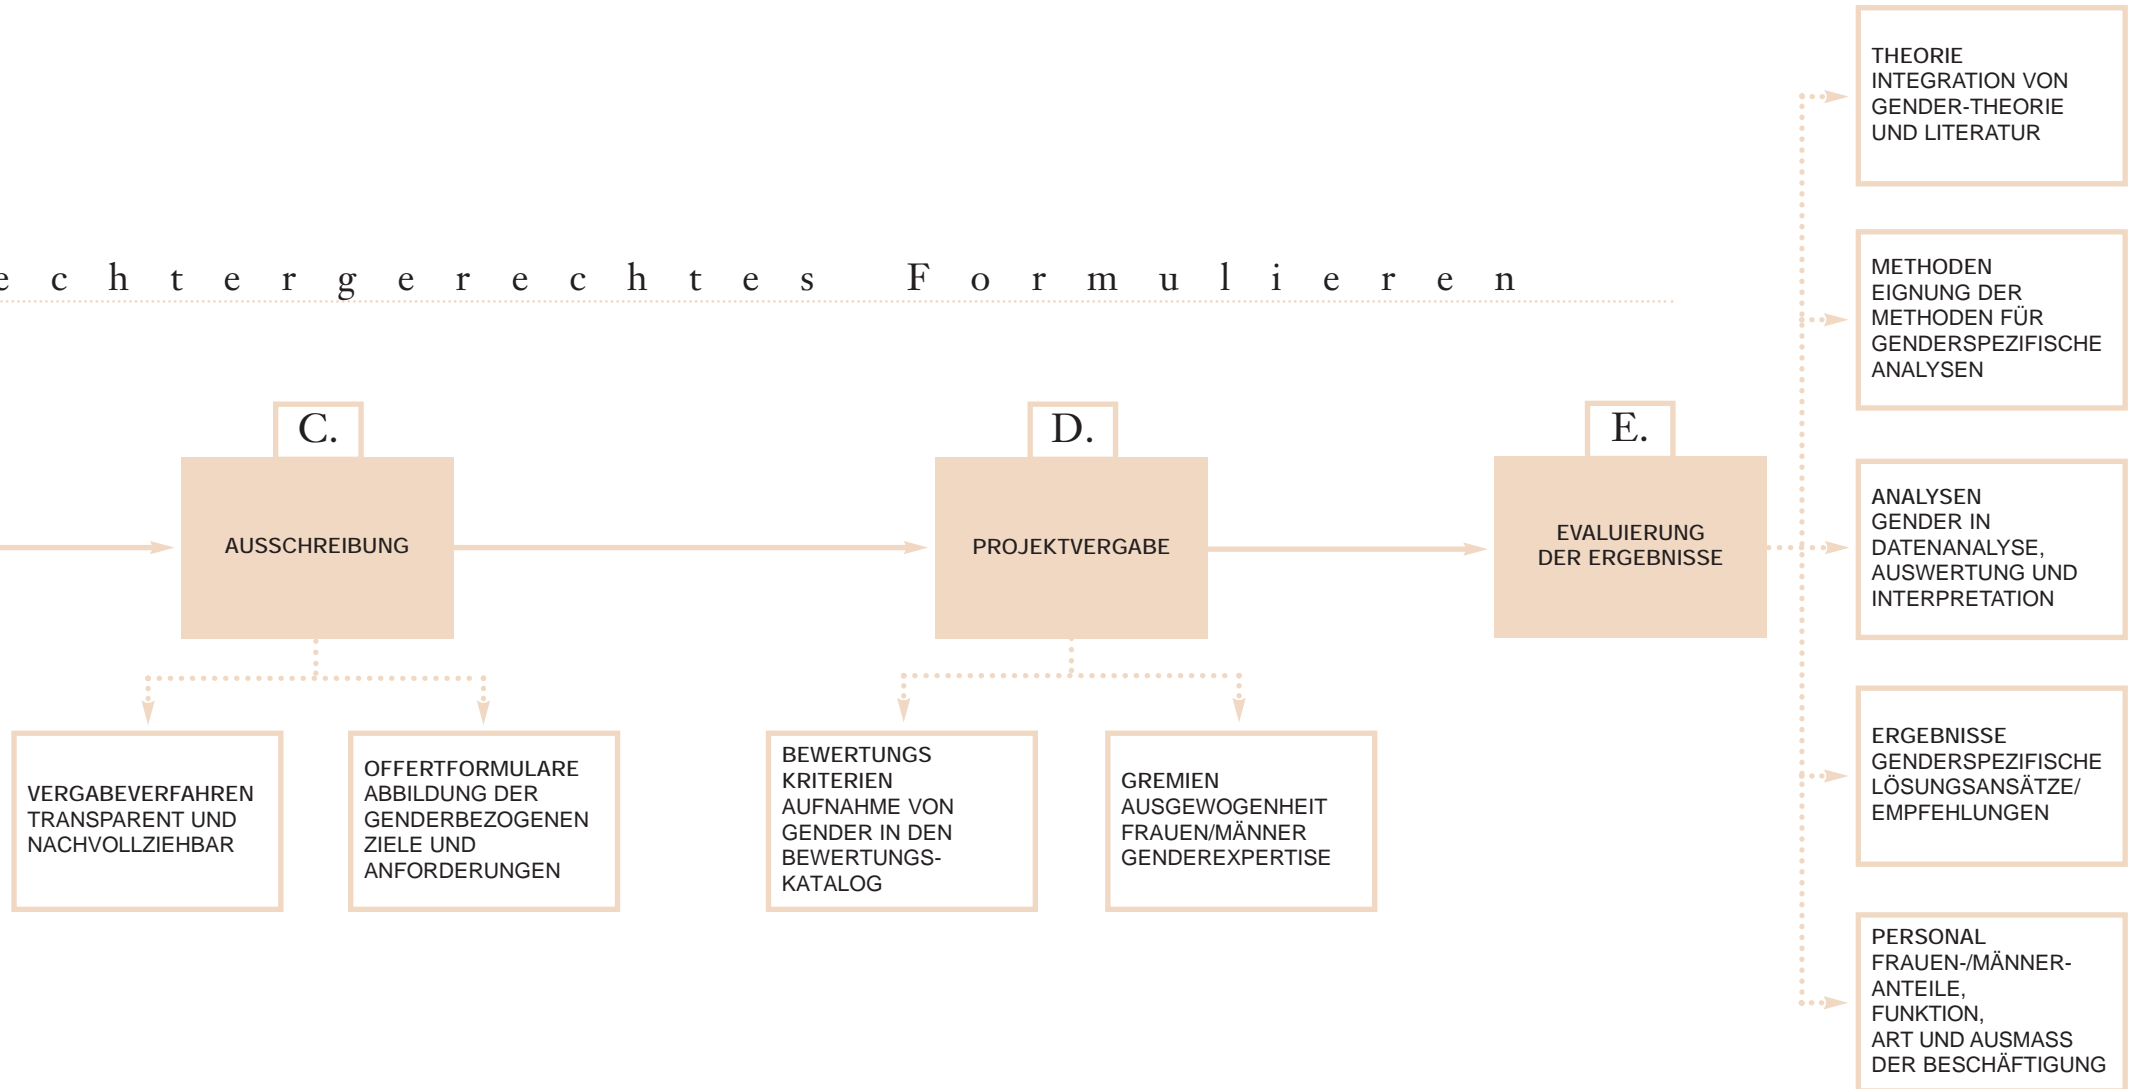 echtergerechtes Formulieren
C.
AUSSCHREIBUNG
VERGABEVERFAHREN
TRANSPARENT UND
NACHVOLLZIEHBAR
OFFERTFORMULARE
ABBILDUNG DER
GENDERBEZOGENEN
ZIELE UND
ANFORDERUNGEN
D.
PROJEKTVERGABE
BEWERTUNGS
KRITERIEN
AUFNAHME VON
GENDER IN DEN
BEWERTUNGS-
KATALOG
GREMIEN
AUSGEWOGENHEIT
FRAUEN/MÄNNER
GENDEREXPERTISE
E.
EVALUIERUNG
DER ERGEBNISSE
THEORIE
INTEGRATION VON
GENDER-THEORIE
UND LITERATUR
METHODEN
EIGNUNG DER
METHODEN FÜR
GENDERSPEZIFISCHE
ANALYSEN
ANALYSEN
GENDER IN
DATENANALYSE,
AUSWERTUNG UND
INTERPRETATION
ERGEBNISSE
GENDERSPEZIFISCHE
LÖSUNGSANSÄTZE/
EMPFEHLUNGEN
PERSONAL
FRAUEN-/MÄNNER-
ANTEILE,
FUNKTION,
ART UND AUSMASS
DER BESCHÄFTIGUNG